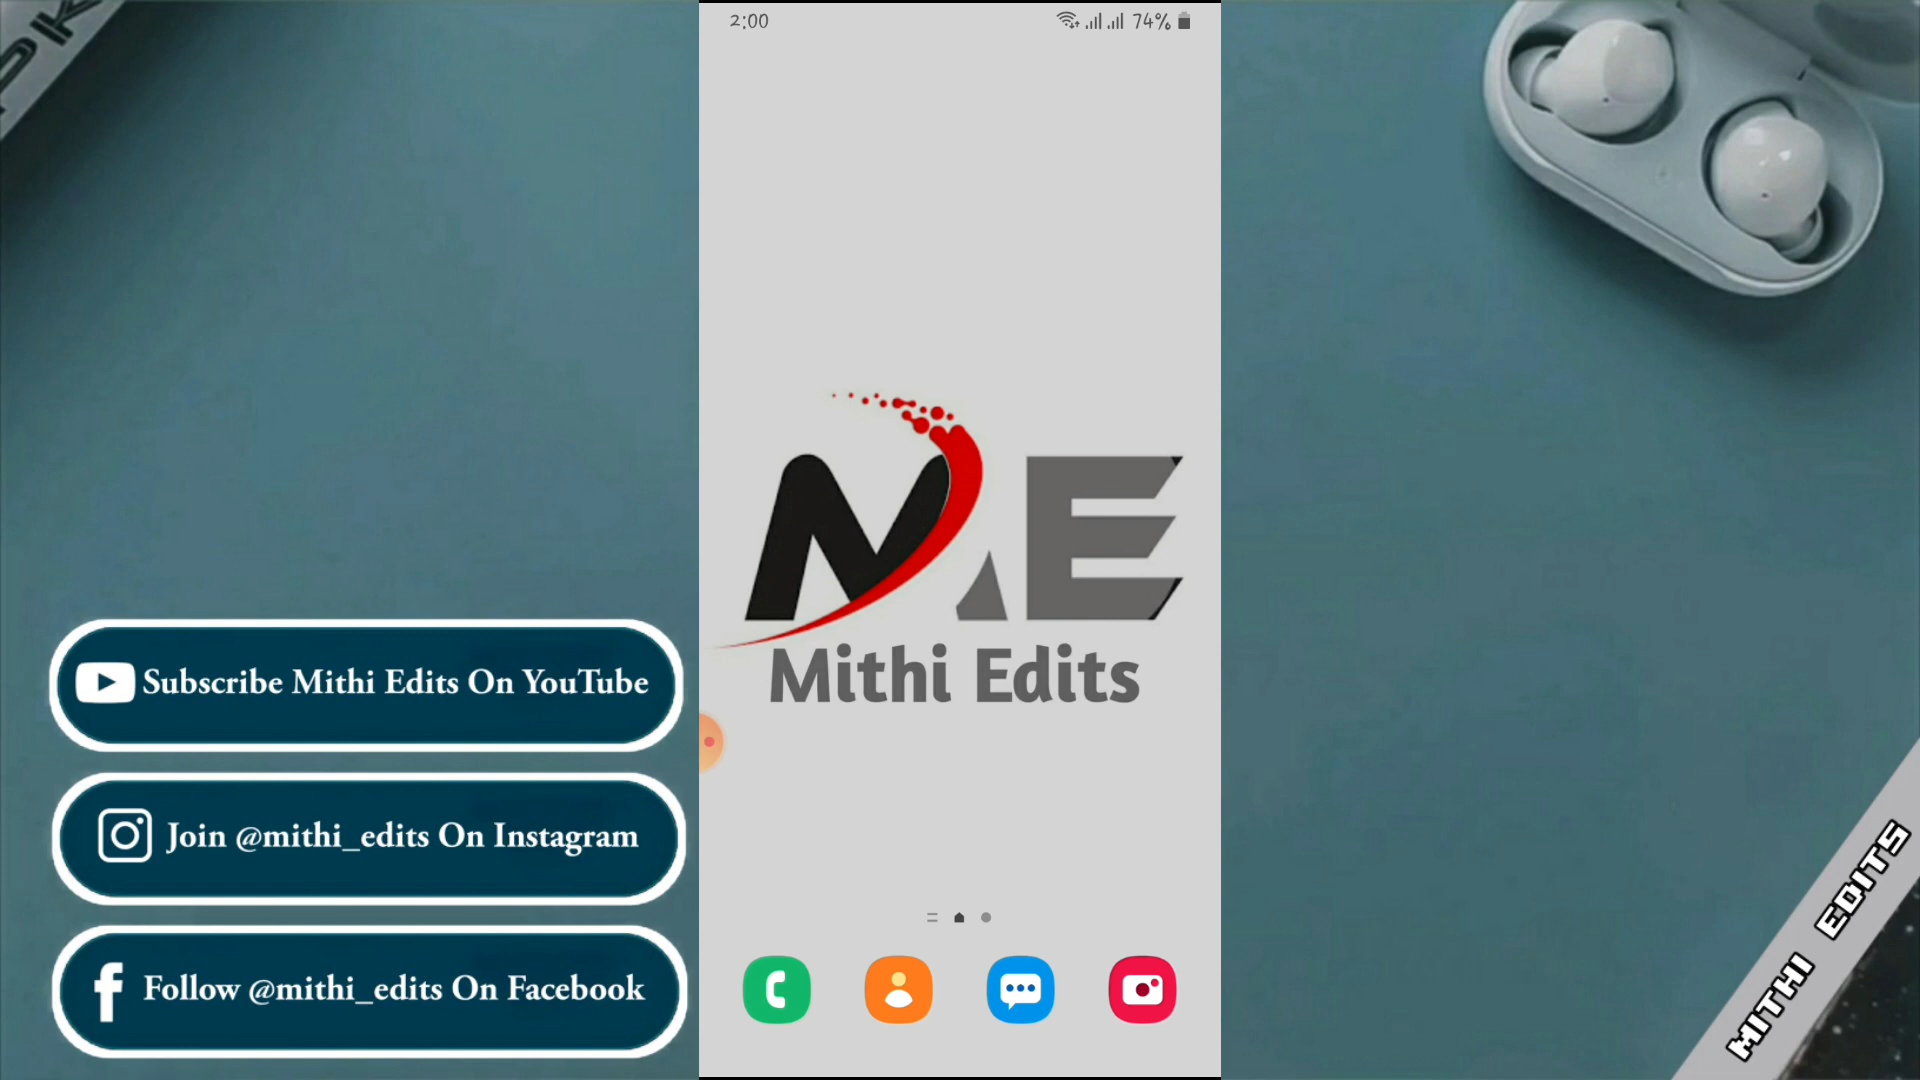 2:00
74%
ME
Mithi Edits
Subscribe Mithi Edits On YouTube
Join @mithi_edits On Instagram
Follow @mithi_edits On Facebook
MITHI EDITS